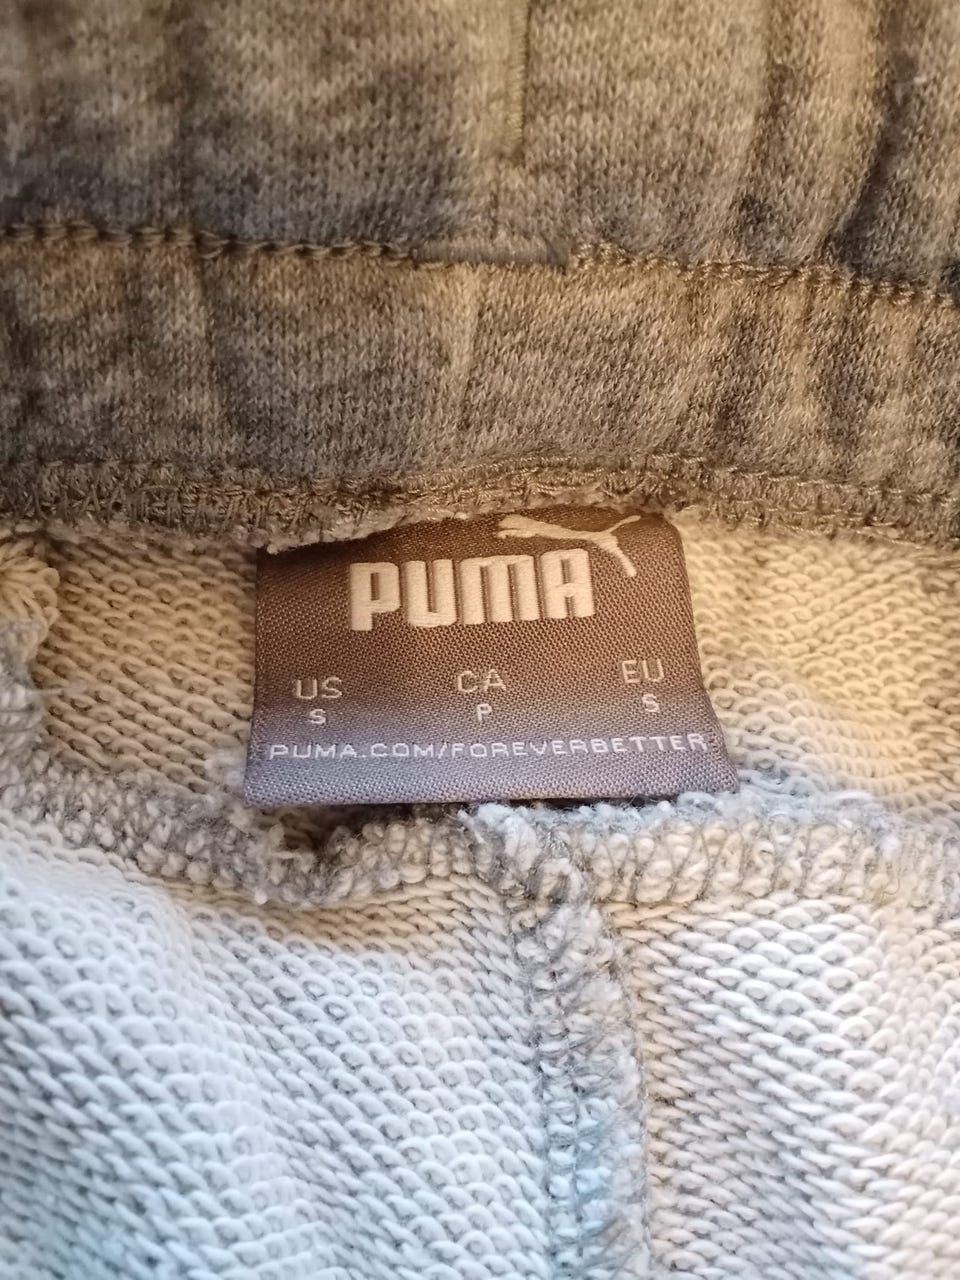 PUMA
US CA EU
S P S
PUMA.COM/FOREVERBETTER